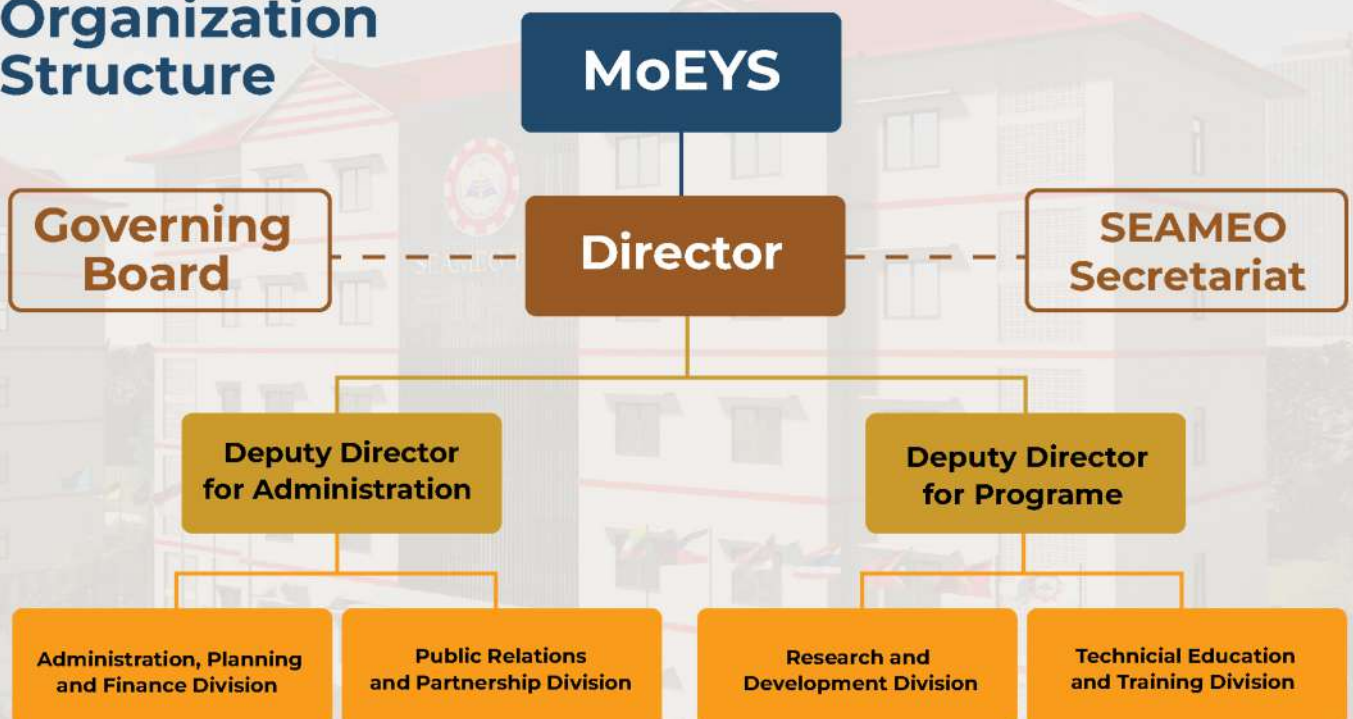 Organization
Structure
MoEYS
Governing
Board
Director
SEAMEO
Secretariat
Deputy Director
for Administration
Deputy Director
for Programe
Administration, Planning
and Finance Division
Public Relations
and Partnership Division
Research and
Development Division
Technicial Education
and Training Division